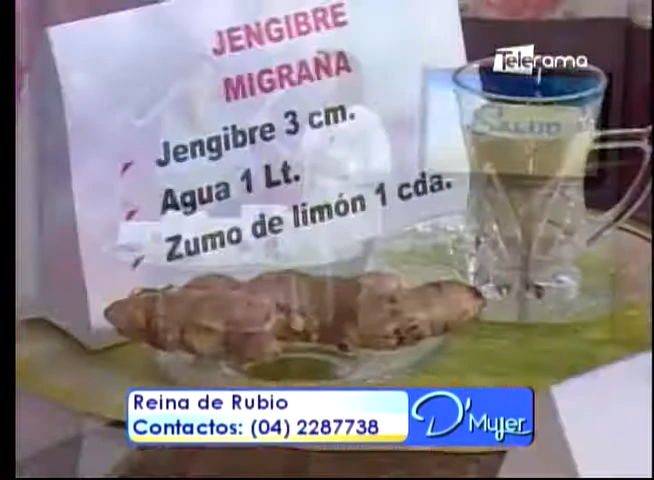 JENGIBRE
MIGRAÑA
Jengibre 3 cm.
Agua 1 Lt.
Zumo de limón 1 cda.
Telerama
SALUD
Reina de Rubio
Contactos: (04) 2287738
D'Mujer